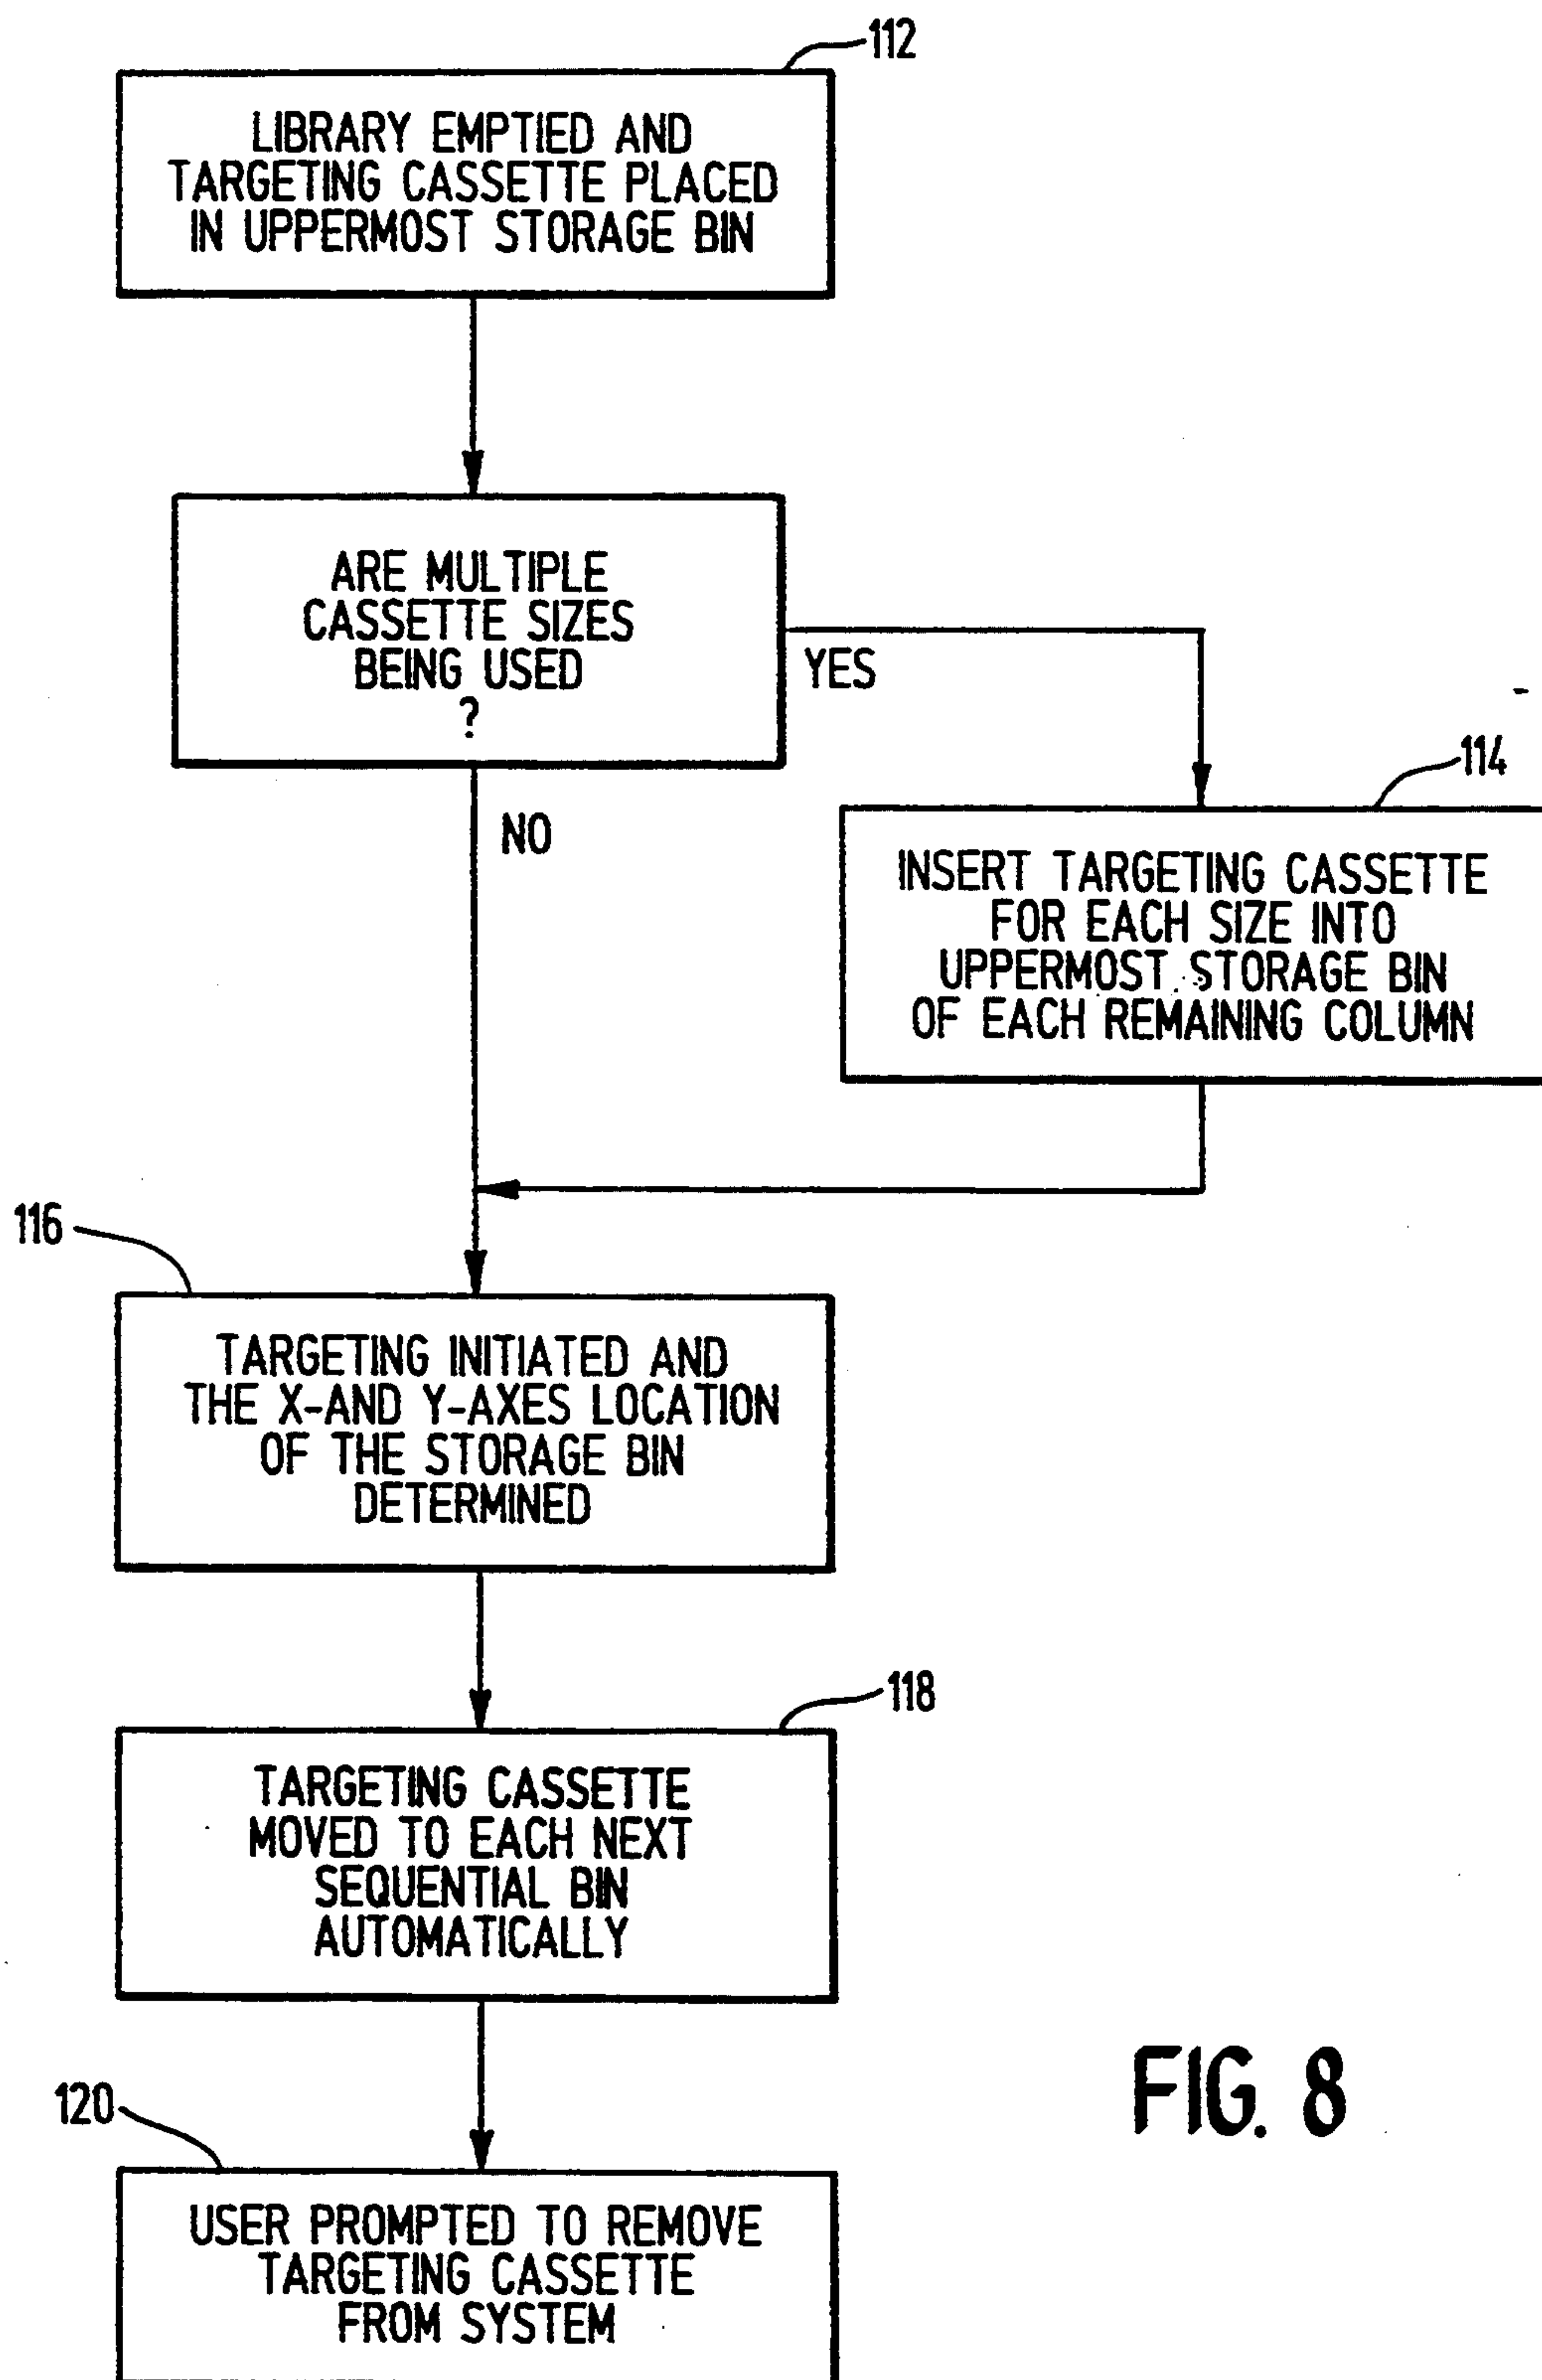 112
LIBRARY EMPTIED AND
TARGETING CASSETTE PLACED
IN UPPERMOST STORAGE BIN
ARE MULTIPLE
CASSETTE SIZES
BEING USED
?
YES
NO
114
INSERT TARGETING CASSETTE
FOR EACH SIZE INTO
UPPERMOST STORAGE BIN
OF EACH REMAINING COLUMN
116
TARGETING INITIATED AND
THE X-AND Y-AXES LOCATION
OF THE STORAGE BIN
DETERMINED
118
TARGETING CASSETTE
MOVED TO EACH NEXT
SEQUENTIAL BIN
AUTOMATICALLY
120
USER PROMPTED TO REMOVE
TARGETING CASSETTE
FROM SYSTEM
FIG. 8